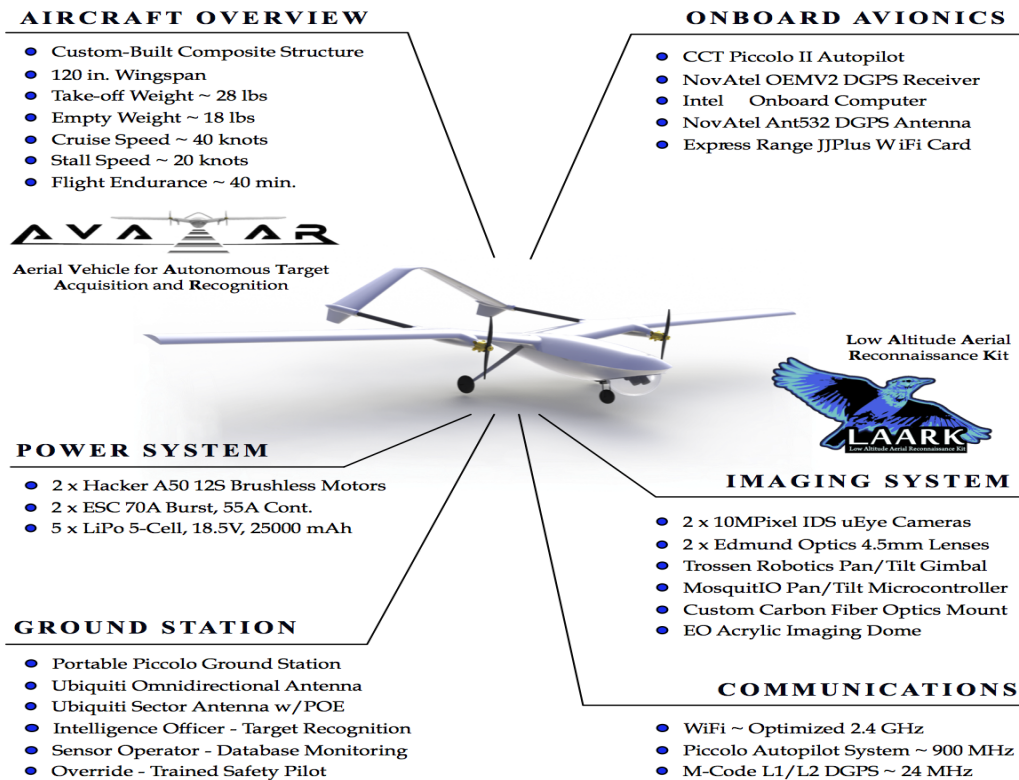 AIRCRAFT OVERVIEW
Custom-Built Composite Structure
120 in. Wingspan
Take-off Weight ~ 28 lbs
Empty Weight ~ 18 lbs
Cruise Speed ~ 40 knots
Stall Speed ~ 20 knots
Flight Endurance ~ 40 min.
ONBOARD AVIONICS
CCT Piccolo II Autopilot
NovAtel OEMV2 DGPS Receiver
Intel Onboard Computer
NovAtel Ant532 DGPS Antenna
Express Range JJPlus WiFi Card
AVATAR
Aerial Vehicle for Autonomous Target
Acquisition and Recognition
Low Altitude Aerial
Reconnaissance Kit
LAARK
Low Altitude Aerial Reconnaissance Kit
POWER SYSTEM
2 x Hacker A50 12S Brushless Motors
2 x ESC 70A Burst, 55A Cont.
5 x LiPo 5-Cell, 18.5V, 25000 mAh
IMAGING SYSTEM
2 x 10MPixel IDS uEye Cameras
2 x Edmund Optics 4.5mm Lenses
Trossen Robotics Pan/Tilt Gimbal
MosquitIO Pan/Tilt Microcontroller
Custom Carbon Fiber Optics Mount
EO Acrylic Imaging Dome
GROUND STATION
Portable Piccolo Ground Station
Ubiquiti Omnidirectional Antenna
Ubiquiti Sector Antenna w/POE
Intelligence Officer - Target Recognition
Sensor Operator - Database Monitoring
Override - Trained Safety Pilot
COMMUNICATIONS
WiFi ~ Optimized 2.4 GHz
Piccolo Autopilot System ~ 900 MHz
M-Code L1/L2 DGPS ~ 24 MHz